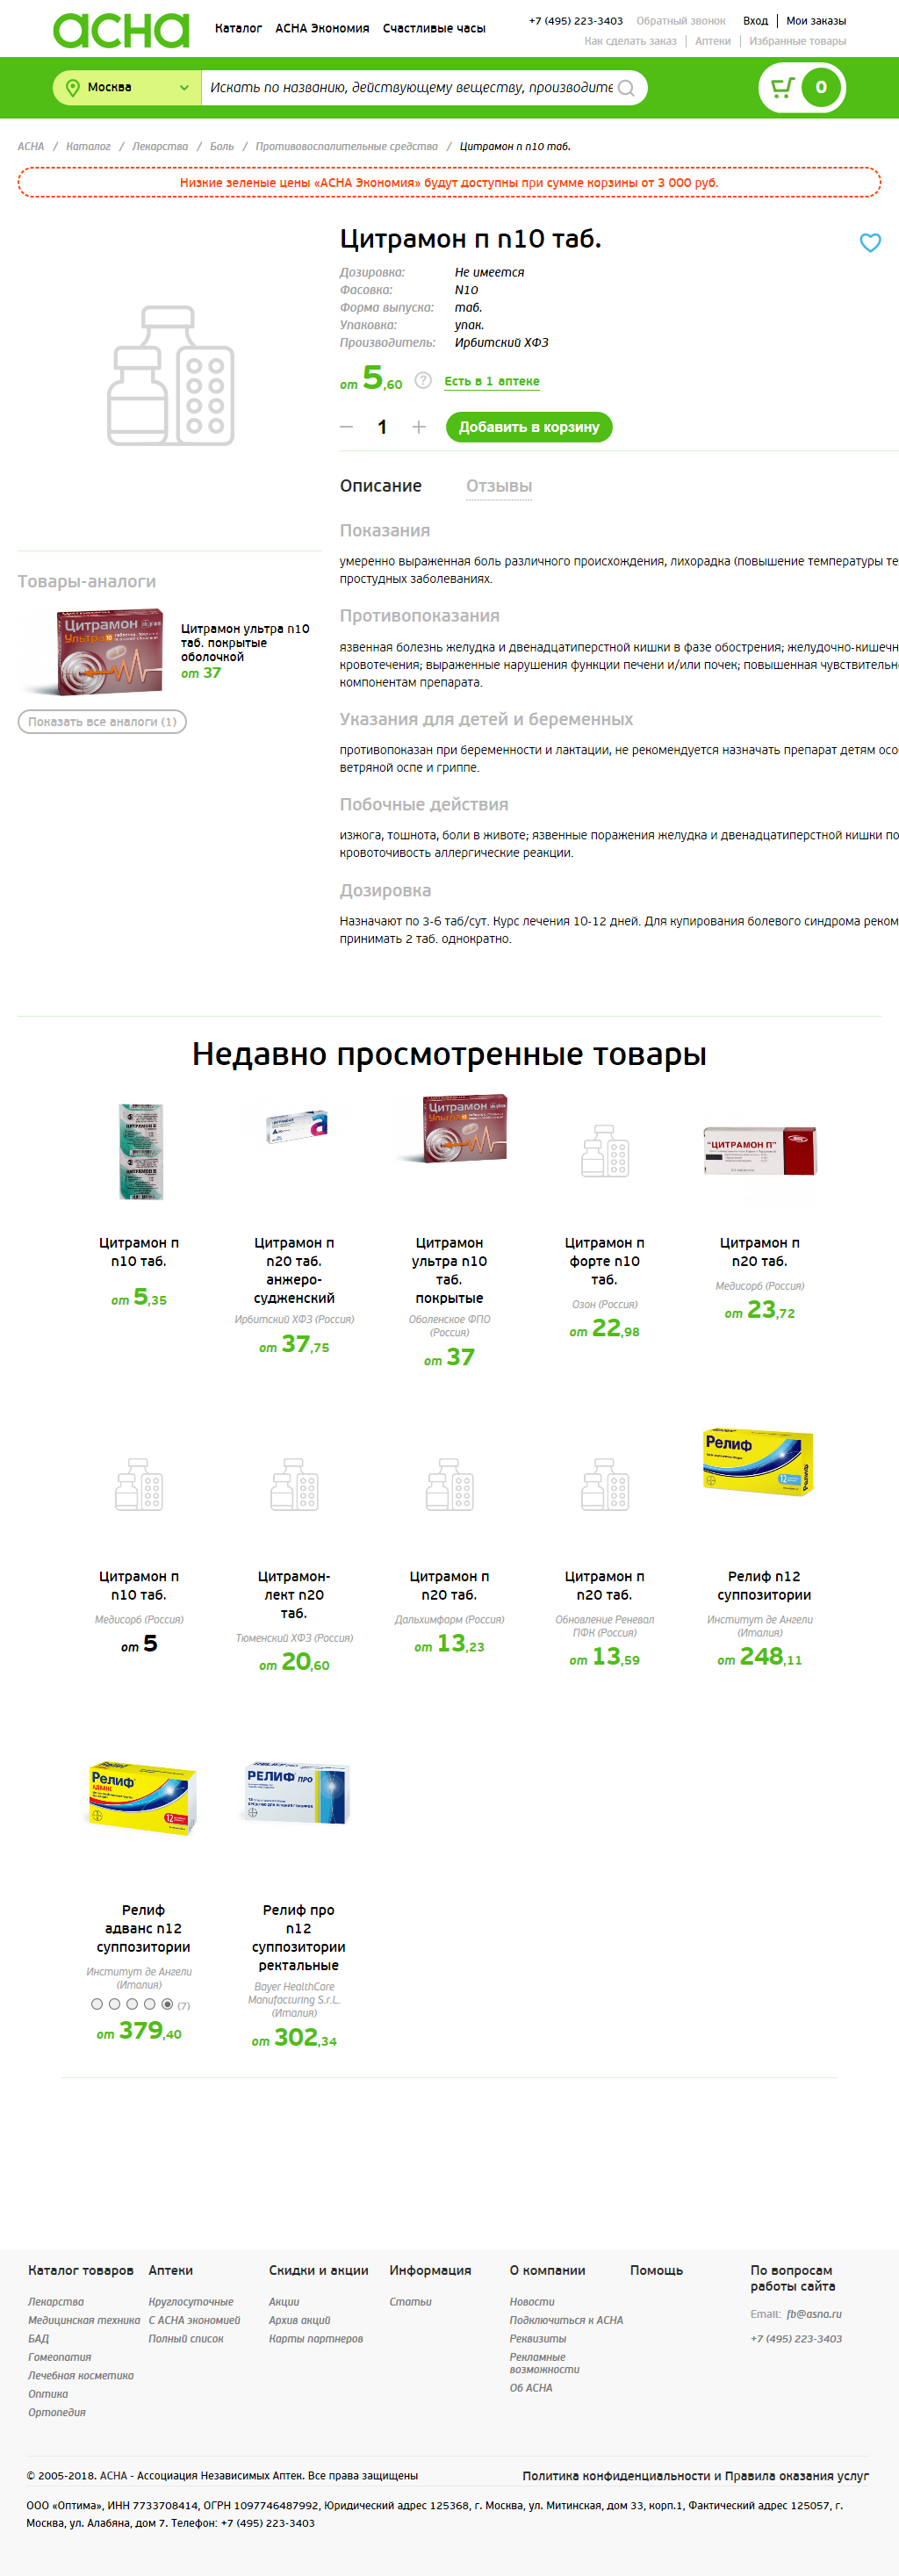 асна
Каталог АСНА Экономия Счастливые часы
+7 (495) 223-3403 Обратный звонок Вход Мои заказы
Как сделать заказ Аптеки Избранные товары
Москва
Искать по названию, действующему веществу, производите
0
АСНА / Каталог / Лекарства / Боль / Противовоспалительные средства / Цитрамон п n10 таб.
Низкие зеленые цены «АСНА Экономия» будут доступны при сумме корзины от 3 000 руб.
Цитрамон п n10 таб.
Дозировка: Не имеется
Фасовка: N10
Форма выпуска: таб.
Упаковка: упак.
Производитель: Ирбитский ХФЗ
от 5,60 ? Есть в 1 аптеке
1
Добавить в корзину
Описание Отзывы
Показания
умеренно выраженная боль различного происхождения, лихорадка (повышение температуры те
простудных заболеваниях.
Противопоказания
язвенная болезнь желудка и двенадцатиперстной кишки в фазе обострения; желудочно-кишечн
кровотечения; выраженные нарушения функции печени и/или почек; повышенная чувствительно
компонентам препарата.
Указания для детей и беременных
противопоказан при беременности и лактации, не рекомендуется назначать препарат детям осо
ветряной оспе и гриппе.
Побочные действия
изжога, тошнота, боли в животе; язвенные поражения желудка и двенадцатиперстной кишки по
кровоточивость аллергические реакции.
Дозировка
Назначают по 3-6 таб/сут. Курс лечения 10-12 дней. Для купирования болевого синдрома реком
принимать 2 таб. однократно.
Товары-аналоги
Цитрамон
Ультра
Цитрамон ультра n10
таб. покрытые
оболочкой
от 37
Показать все аналоги (1)
Недавно просмотренные товары
ЦИТРАМОН П
Цитрамон
Ультра
"ЦИТРАМОН П"
Цитрамон п
n10 таб.
от 5,35
Цитрамон п
n20 таб.
анжеро-
судженский
Ирбитский ХФЗ (Россия)
от 37,75
Цитрамон
ультра n10
таб.
покрытые
Оболенское ФПО
(Россия)
от 37
Цитрамон п
форте n10
таб.
Озон (Россия)
от 22,98
Цитрамон п
n20 таб.
Медисорб (Россия)
от 23,72
Релиф
12
Цитрамон п
n10 таб.
Медисорб (Россия)
от 5
Цитрамон-
лект n20
таб.
Тюменский ХФЗ (Россия)
от 20,60
Цитрамон п
n20 таб.
Дальхимфарм (Россия)
от 13,23
Цитрамон п
n20 таб.
Обновление Реневал
ПФК (Россия)
от 13,59
Релиф n12
суппозитории
Институт де Ангели
(Италия)
от 248,11
Релиф
АДВАНС
12
РЕЛИФ ПРО
Релиф
адванс n12
суппозитории
Институт де Ангели
(Италия)
(7)
от 379,40
Релиф про
n12
суппозитории
ректальные
Bayer HealthCare
Manufacturing S.r.L.
(Италия)
от 302,34
Каталог товаров
Лекарства
Медицинская техника
БАД
Гомеопатия
Лечебная косметика
Оптика
Ортопедия
Аптеки
Круглосуточные
С АСНА экономией
Полный список
Скидки и акции
Акции
Архив акций
Карты партнеров
Информация
Статьи
О компании
Новости
Подключиться к АСНА
Реквизиты
Рекламные
возможности
Об АСНА
Помощь
По вопросам
работы сайта
Email: fb@asna.ru
+7 (495) 223-3403
© 2005-2018. АСНА - Ассоциация Независимых Аптек. Все права защищены
Политика конфиденциальности и Правила оказания услуг
ООО «Оптима», ИНН 7733708414, ОГРН 1097746487992, Юридический адрес 125368, г. Москва, ул. Митинская, дом 33, корп.1, Фактический адрес 125057, г.
Москва, ул. Алабяна, дом 7. Телефон: +7 (495) 223-3403